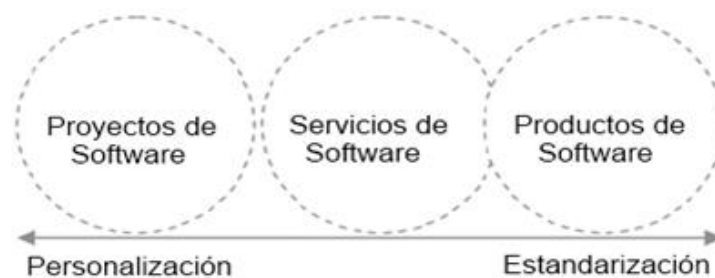 Proyectos de
Software
Servicios de
Software
Productos de
Software
Personalización
Estandarización